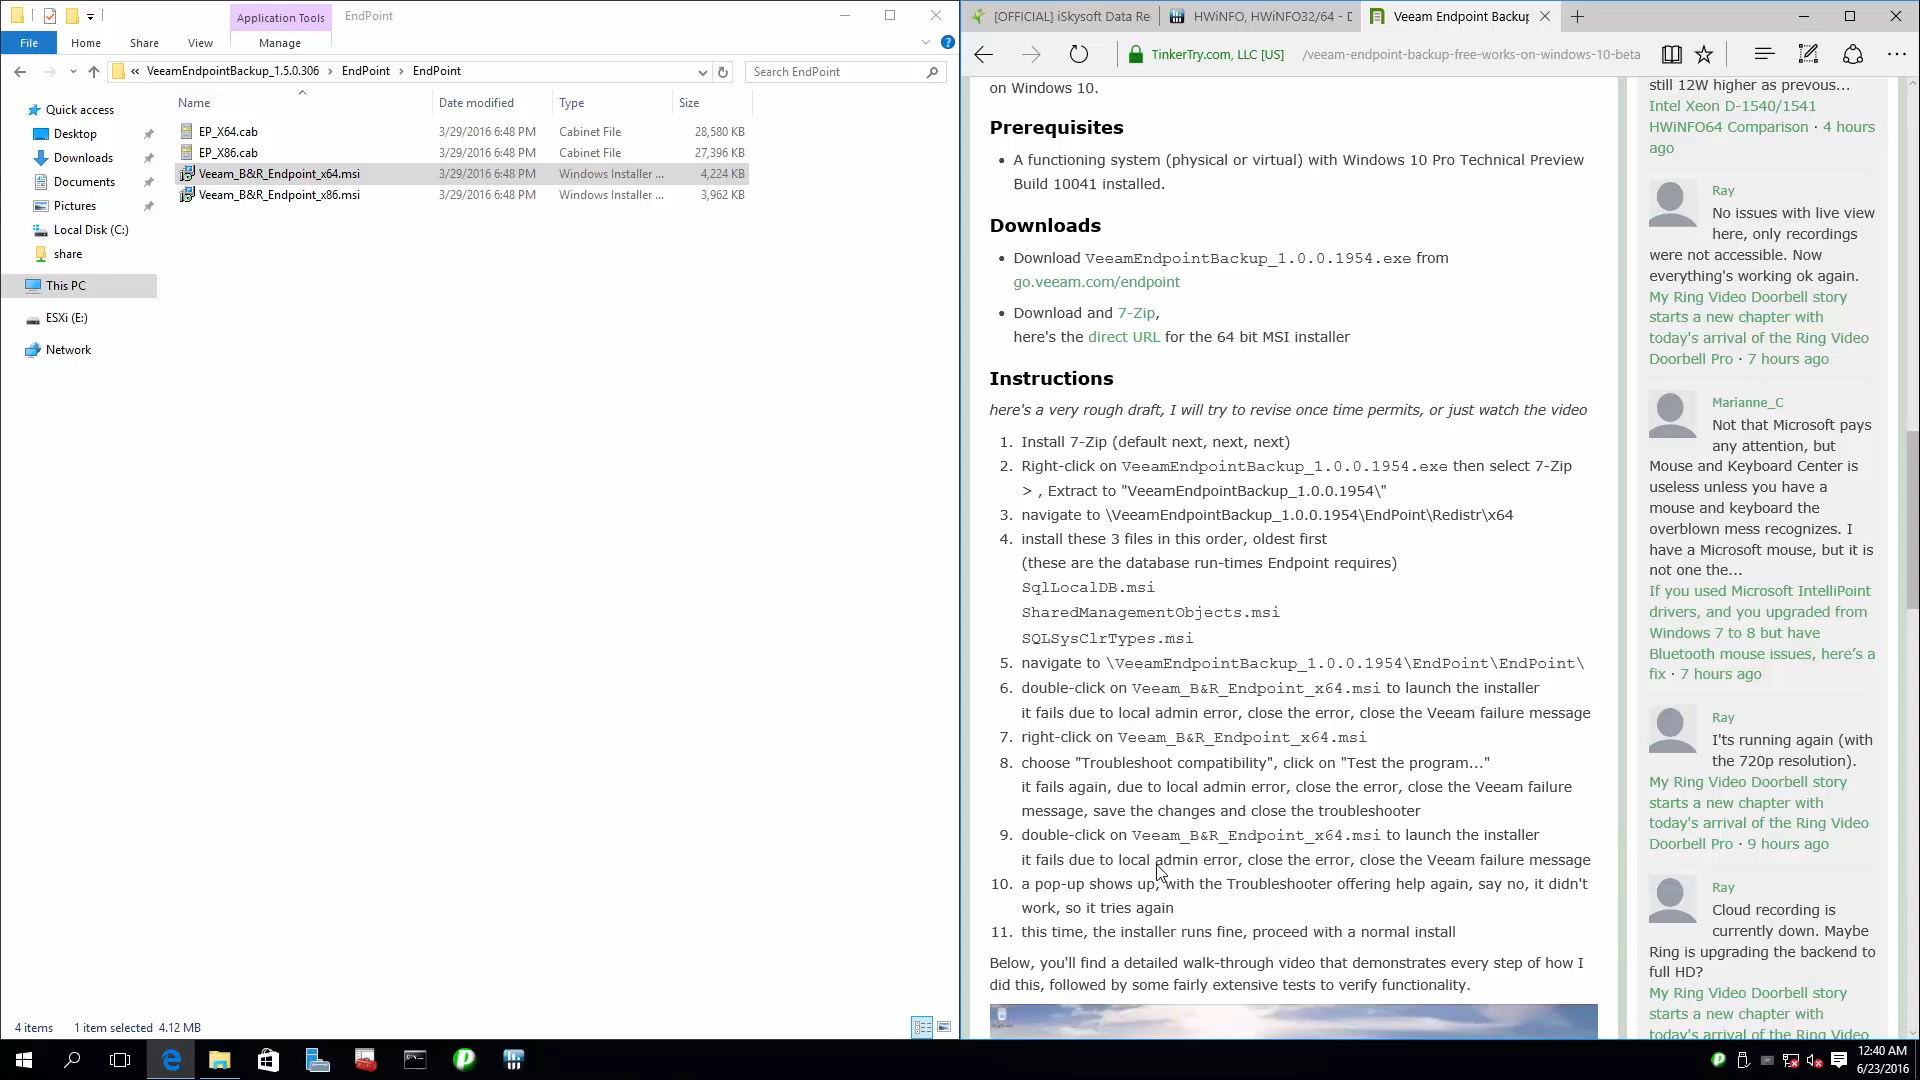 Application Tools
EndPoint
File
Home
Share
View
Manage
« VeeamEndpointBackup_1.5.0.306 › EndPoint › EndPoint
Search EndPoint
Quick access
Desktop
Downloads
Documents
Pictures
Local Disk (C:)
share
This PC
ESXi (E:)
Network
Name Date modified Type Size
EP_X64.cab 3/29/2016 6:48 PM Cabinet File 28,580 KB
EP_X86.cab 3/29/2016 6:48 PM Cabinet File 27,396 KB
Veeam_B&R_Endpoint_x64.msi 3/29/2016 6:48 PM Windows Installer ... 4,224 KB
Veeam_B&R_Endpoint_x86.msi 3/29/2016 6:48 PM Windows Installer ... 3,962 KB
4 items 1 item selected 4.12 MB
[OFFICIAL] iSkysoft Data Re
HWiNFO, HWiNFO32/64 - D
Veeam Endpoint Backup
TinkerTry.com, LLC [US] /veeam-endpoint-backup-free-works-on-windows-10-beta
on Windows 10.
Prerequisites
• A functioning system (physical or virtual) with Windows 10 Pro Technical Preview
Build 10041 installed.
Downloads
• Download VeeamEndpointBackup_1.0.0.1954.exe from
go.veeam.com/endpoint
• Download and 7-Zip,
here's the direct URL for the 64 bit MSI installer
Instructions
here's a very rough draft, I will try to revise once time permits, or just watch the video
1. Install 7-Zip (default next, next, next)
2. Right-click on VeeamEndpointBackup_1.0.0.1954.exe then select 7-Zip
> , Extract to "VeeamEndpointBackup_1.0.0.1954\"
3. navigate to \VeeamEndpointBackup_1.0.0.1954\EndPoint\Redistr\x64
4. install these 3 files in this order, oldest first
(these are the database run-times Endpoint requires)
SqlLocalDB.msi
SharedManagementObjects.msi
SQLSysClrTypes.msi
5. navigate to \VeeamEndpointBackup_1.0.0.1954\EndPoint\EndPoint\
6. double-click on Veeam_B&R_Endpoint_x64.msi to launch the installer
it fails due to local admin error, close the error, close the Veeam failure message
7. right-click on Veeam_B&R_Endpoint_x64.msi
8. choose "Troubleshoot compatibility", click on "Test the program..."
it fails again, due to local admin error, close the error, close the Veeam failure
message, save the changes and close the troubleshooter
9. double-click on Veeam_B&R_Endpoint_x64.msi to launch the installer
it fails due to local admin error, close the error, close the Veeam failure message
10. a pop-up shows up, with the Troubleshooter offering help again, say no, it didn't
work, so it tries again
11. this time, the installer runs fine, proceed with a normal install
Below, you'll find a detailed walk-through video that demonstrates every step of how I
did this, followed by some fairly extensive tests to verify functionality.
still 12W higher as prevous...
Intel Xeon D-1540/1541
HWiNFO64 Comparison · 4 hours
ago
Ray
No issues with live view
here, only recordings
were not accessible. Now
everything's working ok again.
My Ring Video Doorbell story
starts a new chapter with
today's arrival of the Ring Video
Doorbell Pro · 7 hours ago
Marianne_C
Not that Microsoft pays
any attention, but
Mouse and Keyboard Center is
useless unless you have a
mouse and keyboard the
overblown mess recognizes. I
have a Microsoft mouse, but it is
not one the...
If you used Microsoft IntelliPoint
drivers, and you upgraded from
Windows 7 to 8 but have
Bluetooth mouse issues, here's a
fix · 7 hours ago
Ray
I'ts running again (with
the 720p resolution).
My Ring Video Doorbell story
starts a new chapter with
today's arrival of the Ring Video
Doorbell Pro · 9 hours ago
Ray
Cloud recording is
currently down. Maybe
Ring is upgrading the backend to
full HD?
My Ring Video Doorbell story
starts a new chapter with
today's arrival of the Ring Video
12:40 AM
6/23/2016